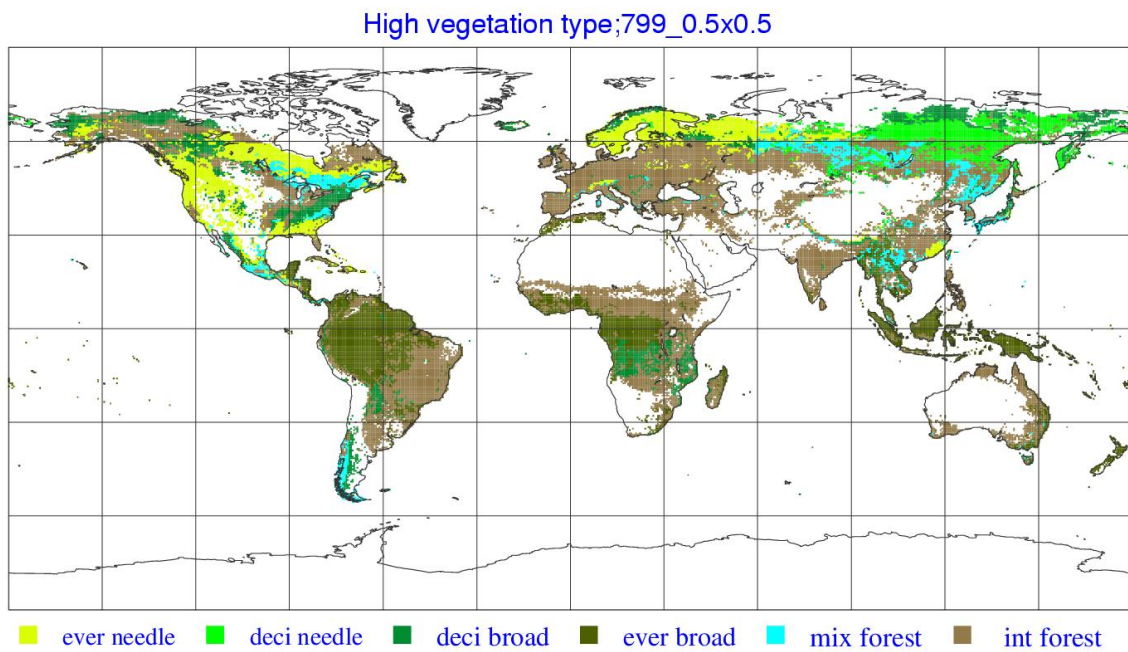 High vegetation type;799_0.5x0.5
ever needle deci needle deci broad ever broad mix forest int forest